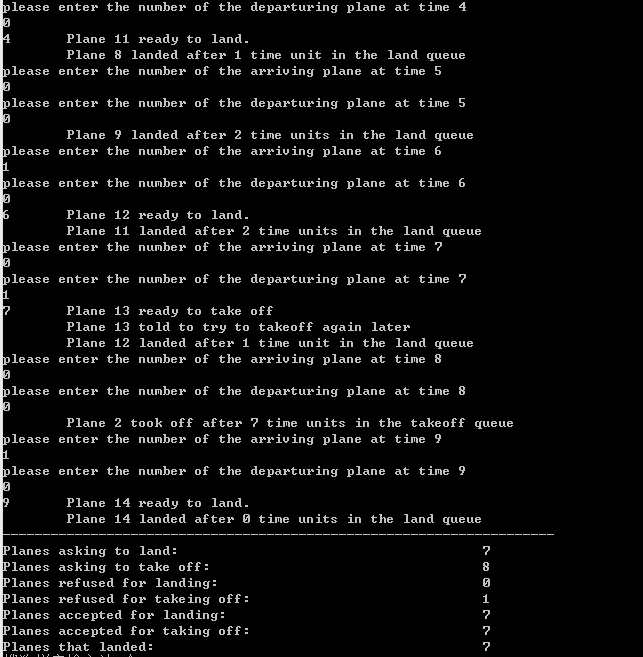 please enter the number of the departuring plane at time 4
0
4 Plane 11 ready to land.
Plane 8 landed after 1 time unit in the land queue
please enter the number of the arriving plane at time 5
0
please enter the number of the departuring plane at time 5
0
Plane 9 landed after 2 time units in the land queue
please enter the number of the arriving plane at time 6
1
please enter the number of the departuring plane at time 6
0
6 Plane 12 ready to land.
Plane 11 landed after 2 time units in the land queue
please enter the number of the arriving plane at time 7
0
please enter the number of the departuring plane at time 7
1
7 Plane 13 ready to take off
Plane 13 told to try to takeoff again later
Plane 12 landed after 1 time unit in the land queue
please enter the number of the arriving plane at time 8
0
please enter the number of the departuring plane at time 8
0
Plane 2 took off after 7 time units in the takeoff queue
please enter the number of the arriving plane at time 9
1
please enter the number of the departuring plane at time 9
0
9 Plane 14 ready to land.
Plane 14 landed after 0 time units in the land queue
---------------------------------------------------------------------
Planes asking to land: 7
Planes asking to take off: 8
Planes refused for landing: 0
Planes refused for takeing off: 1
Planes accepted for landing: 7
Planes accepted for taking off: 7
Planes that landed: 7